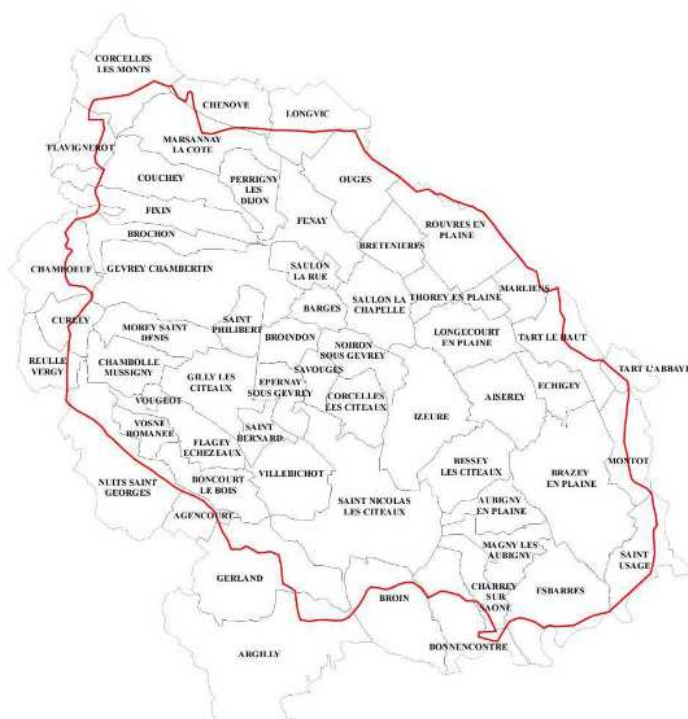 CORCELLES
LES MONTS
CHENOVE
LONGVIC
MARSANNAY
LA COTE
FLAVIGNEROT
COUCHEY
PERRIGNY
LES
DIJON
OUGES
FIXIN
FENAY
ROUVRES EN
PLAINE
BROCHON
BRETENIERES
CHAMBOEUF
GEVREY CHAMBERTIN
SAULON
LA RUE
MARLIENS
SAULON LA
CHAPELLE
THOREY EN PLAINE
BARGES
CURLEY
SAINT
PHILIBERT
MOREY SAINT
DENIS
BROINDON
NOIRON
SOUS GEVREY
LONGECOURT
EN PLAINE
TART LE HAUT
REULLE
VERGY
CHAMBOLLE
MUSSIGNY
SAVOUGES
TART L'ABBAYE
GILLY LES
CITEAUX
EPERNAY
SOUS GEVREY
CORCELLES
LES CITEAUX
AISEREY
ECHIGEY
VOUGEOT
IZEURE
VOSNE
ROMANEE
SAINT
BERNARD
FLAGEY
ECHEZEAUX
BESSEY
LES CITEAUX
MONTOT
BRAZEY
EN PLAINE
NUITS SAINT
GEORGES
BONCOURT
LE BOIS
VILLEBICHOT
SAINT NICOLAS
LES CITEAUX
AUBIGNY
EN PLAINE
AGENCOURT
MAGNY LES
AUBIGNY
SAINT
USAGE
GERLAND
CHARREY
SUR
SAONE
ESBARRES
BROIN
BONNENCONTRE
ARGILLY